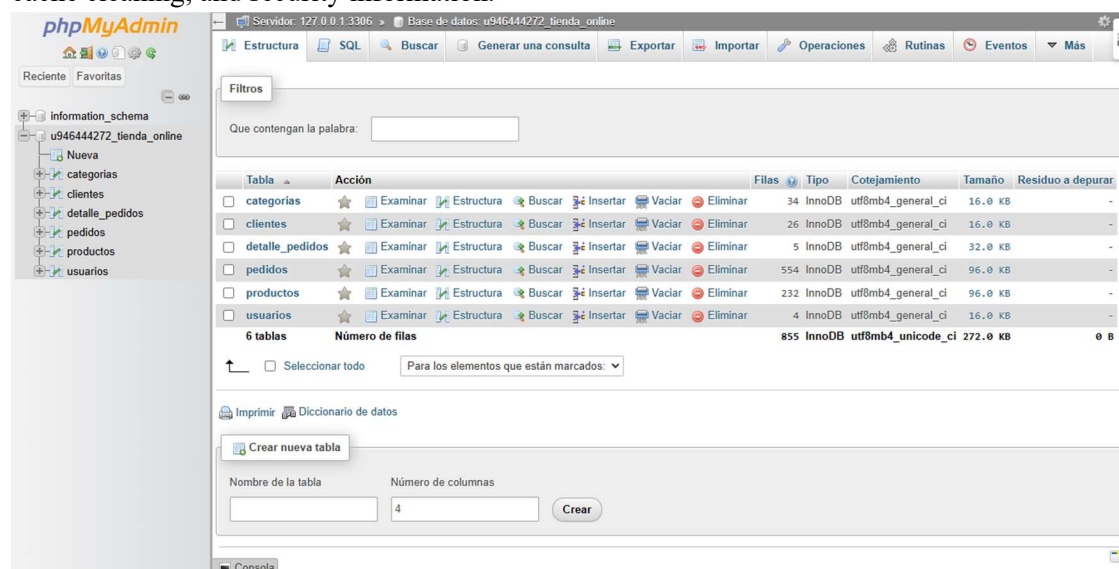 cache cleaning, and security information.
phpMyAdmin
Reciente Favoritas
information_schema
u946444272_tienda_online
Nueva
categorias
clientes
detalle_pedidos
pedidos
productos
usuarios
Servidor: 127.0.0.1:3306 » Base de datos: u946444272_tienda_online
Estructura SQL Buscar Generar una consulta Exportar Importar Operaciones Rutinas Eventos Más
Filtros
Que contengan la palabra:
Tabla Acción Filas Tipo Cotejamiento Tamaño Residuo a depurar
categorias Examinar Estructura Buscar Insertar Vaciar Eliminar 34 InnoDB utf8mb4_general_ci 16.0 KB -
clientes Examinar Estructura Buscar Insertar Vaciar Eliminar 26 InnoDB utf8mb4_general_ci 16.0 KB -
detalle_pedidos Examinar Estructura Buscar Insertar Vaciar Eliminar 5 InnoDB utf8mb4_general_ci 32.0 KB -
pedidos Examinar Estructura Buscar Insertar Vaciar Eliminar 554 InnoDB utf8mb4_general_ci 96.0 KB -
productos Examinar Estructura Buscar Insertar Vaciar Eliminar 232 InnoDB utf8mb4_general_ci 96.0 KB -
usuarios Examinar Estructura Buscar Insertar Vaciar Eliminar 4 InnoDB utf8mb4_general_ci 16.0 KB -
6 tablas Número de filas 855 InnoDB utf8mb4_unicode_ci 272.0 KB 0 B
Seleccionar todo Para los elementos que están marcados:
Imprimir Diccionario de datos
Crear nueva tabla
Nombre de la tabla Número de columnas
4 Crear
Consola